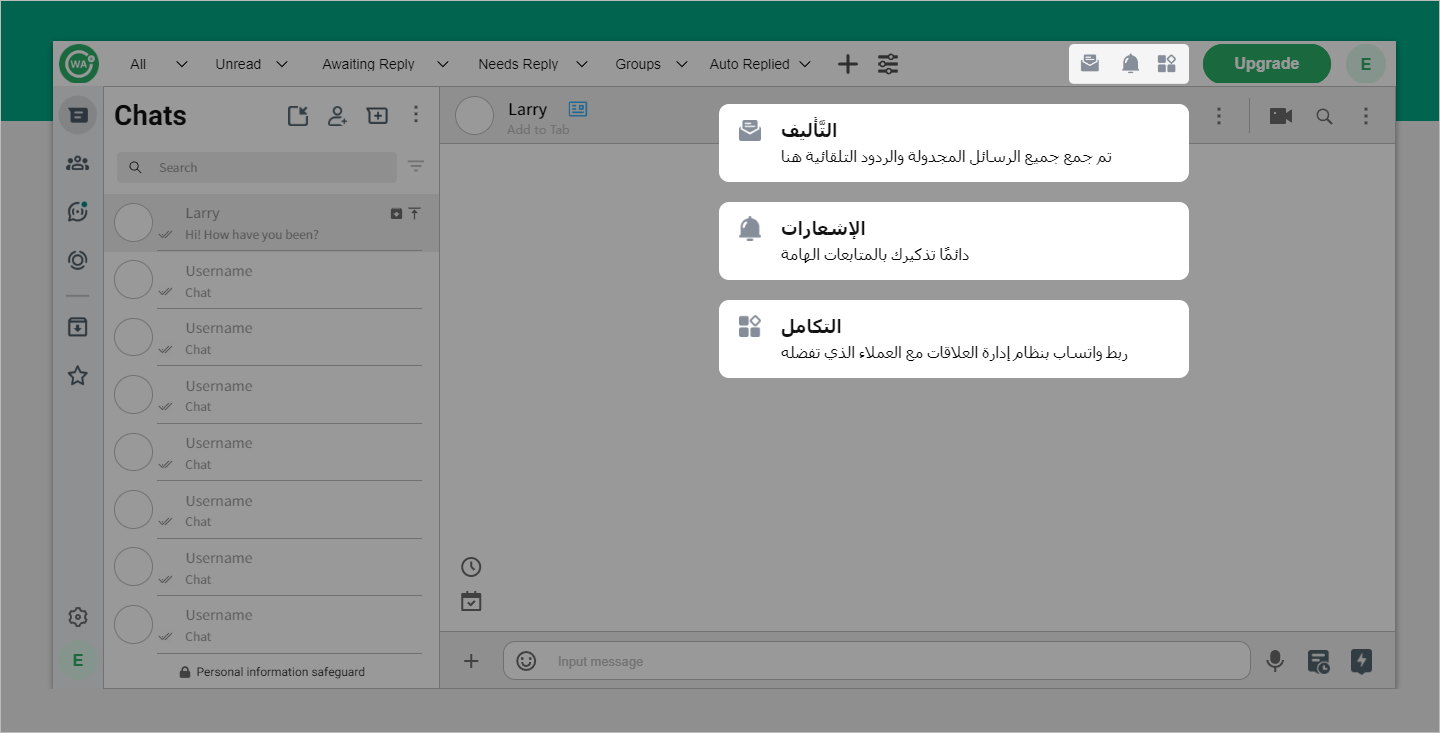 WA
All
Unread
Awaiting Reply
Needs Reply
Groups
Auto Replied
Upgrade
E
Chats
Search
Larry
Hi! How have you been?
Username
Chat
Username
Chat
Username
Chat
Username
Chat
Username
Chat
Username
Chat
Username
Chat
Personal information safeguard
E
Larry
Add to Tab
التَّأليف
تم جمع جميع الرسائل المجدولة والردود التلقائية هنا
الإشعارات
دائمًا تذكيرك بالمتابعات الهامة
التكامل
ربط واتساب بنظام إدارة العلاقات مع العملاء الذي تفضله
Input message